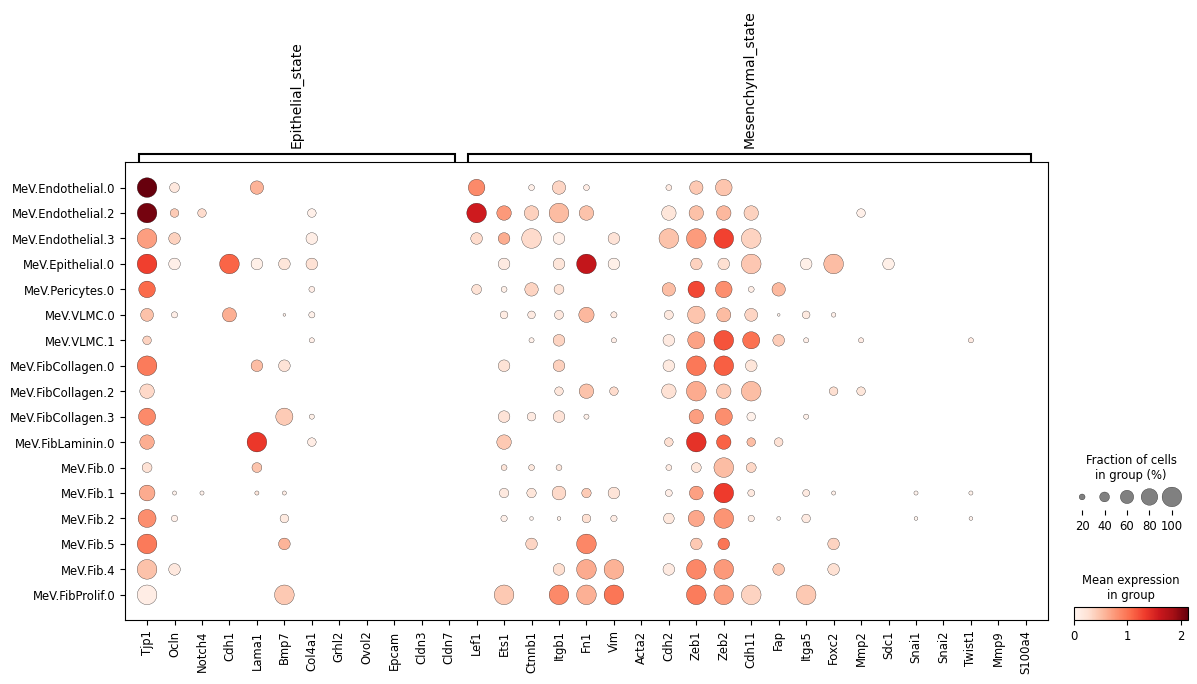 Epithelial_state
Mesenchymal_state
MeV.Endothelial.0
MeV.Endothelial.2
MeV.Endothelial.3
MeV.Epithelial.0
MeV.Pericytes.0
MeV.VLMC.0
MeV.VLMC.1
MeV.FibCollagen.0
MeV.FibCollagen.2
MeV.FibCollagen.3
MeV.FibLaminin.0
MeV.Fib.0
MeV.Fib.1
MeV.Fib.2
MeV.Fib.5
MeV.Fib.4
MeV.FibProlif.0
Tjp1
Ocln
Notch4
Cdh1
Lama1
Bmp7
Col4a1
Grhl2
Ovol2
Epcam
Cldn3
Cldn7
Lef1
Ets1
Ctnnb1
Itgb1
Fn1
Vim
Acta2
Cdh2
Zeb1
Zeb2
Cdh11
Fap
Itga5
Foxc2
Mmp2
Sdc1
Snai1
Snai2
Twist1
Mmp9
S100a4
Fraction of cells
in group (%)
20 40 60 80 100
Mean expression
in group
0 1 2